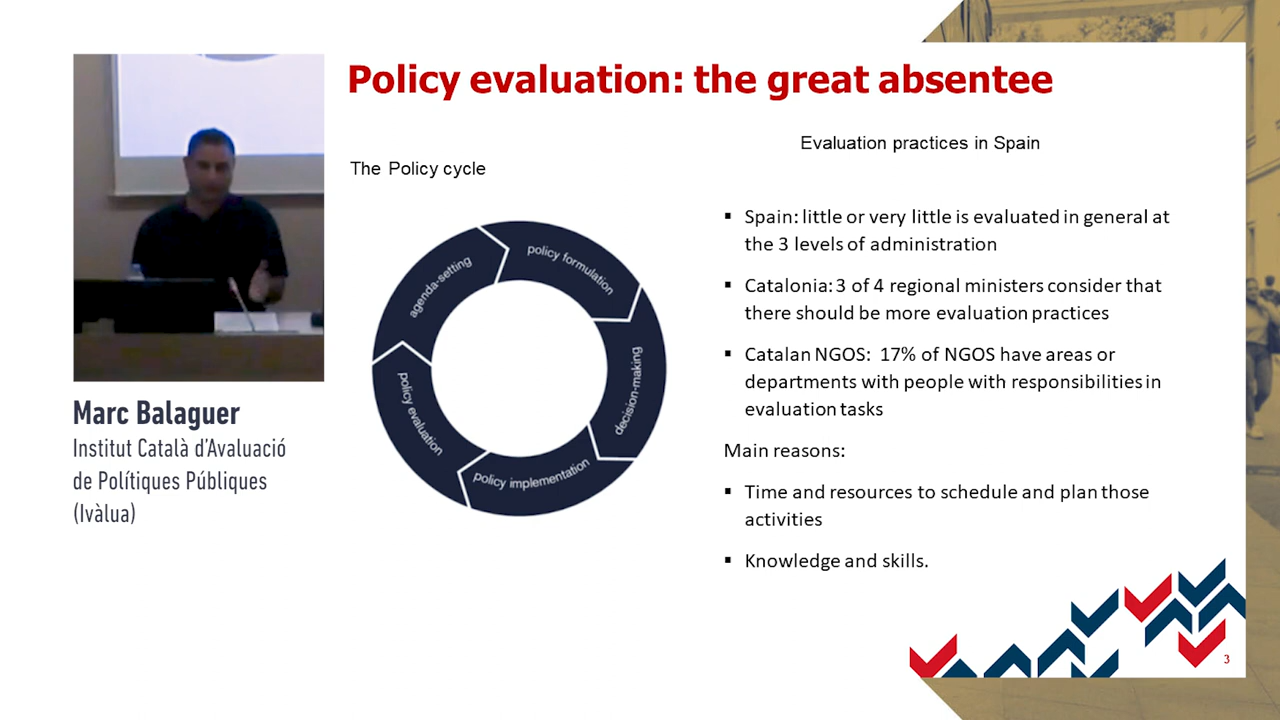 Policy evaluation: the great absentee
Evaluation practices in Spain
The Policy cycle
policy formulation
decision-making
policy implementation
policy evaluation
agenda-setting
▪ Spain: little or very little is evaluated in general at
the 3 levels of administration
▪ Catalonia: 3 of 4 regional ministers consider that
there should be more evaluation practices
▪ Catalan NGOS: 17% of NGOS have areas or
departments with people with responsibilities in
evaluation tasks
Main reasons:
▪ Time and resources to schedule and plan those
activities
▪ Knowledge and skills.
Marc Balaguer
Institut Català d'Avaluació
de Polítiques Públiques
(Ivàlua)
3